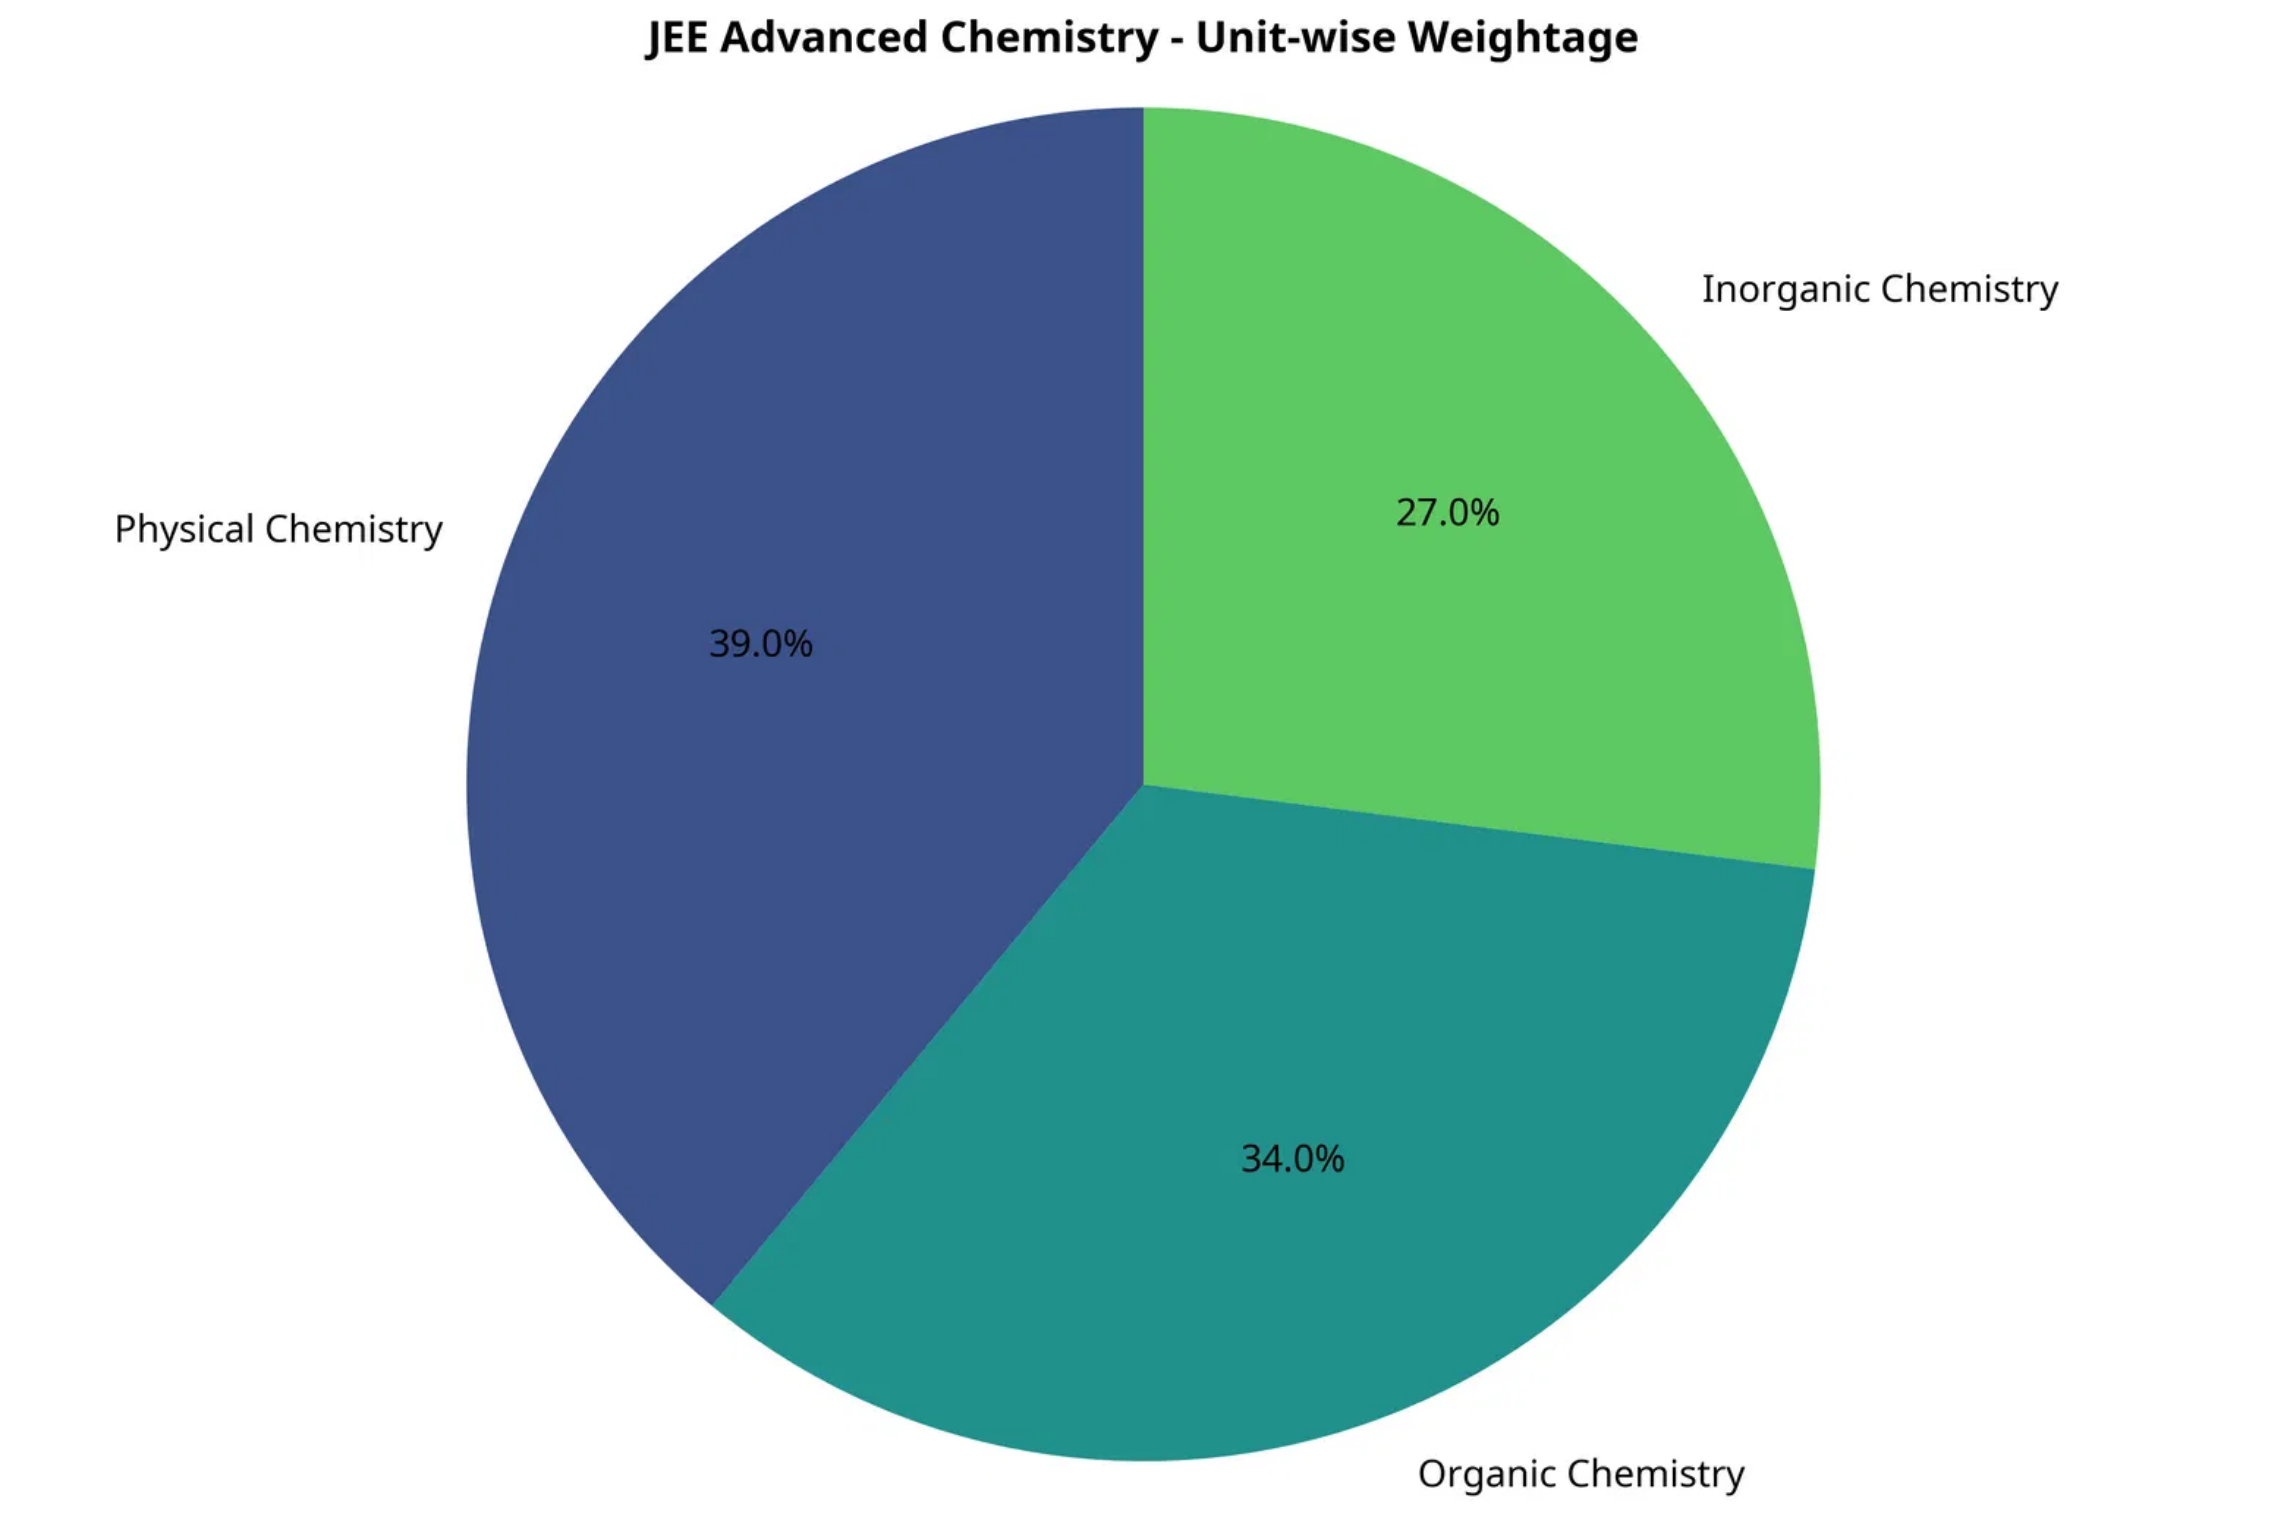 JEE Advanced Chemistry - Unit-wise Weightage
Inorganic Chemistry
27.0%
Physical Chemistry
39.0%
34.0%
Organic Chemistry